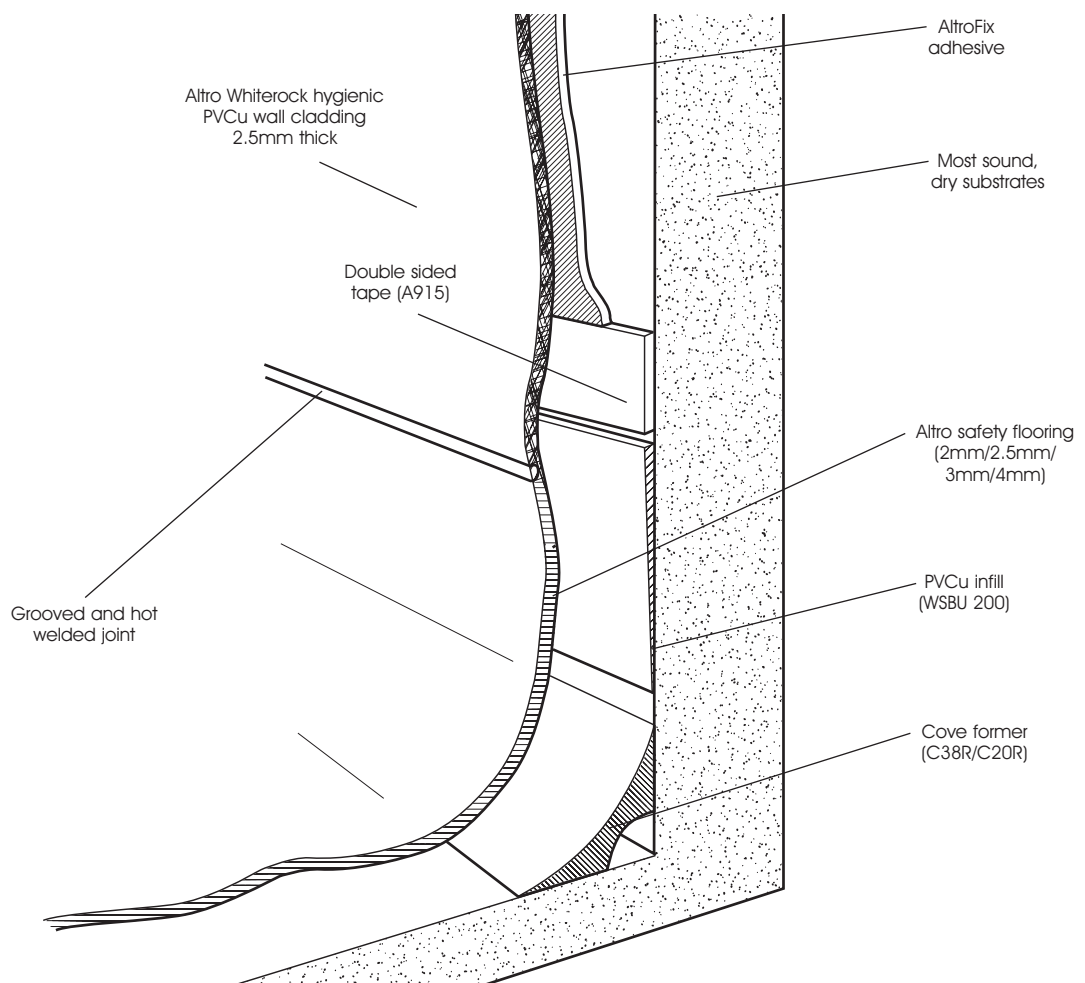 AltroFix
adhesive
Altro Whiterock hygienic
PVCu wall cladding
2.5mm thick
Most sound,
dry substrates
Double sided
tape (A915)
Altro safety flooring
(2mm/2.5mm/
3mm/4mm)
PVCu infill
(WSBU 200)
Grooved and hot
welded joint
Cove former
(C38R/C20R)